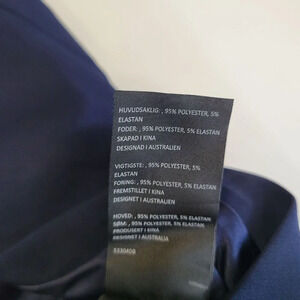 HUVUDSAKLIG: , 95% POLYESTER, 5%
ELASTAN
FODER: , 95% POLYESTER, 5% ELASTAN
SKAPAD I KINA
DESIGNAD I AUSTRALIEN
VIGTIGSTE: , 95% POLYESTER, 5%
ELASTAN
FORING: , 95% POLYESTER, 5% ELASTAN
FREMSTILLET I KINA
DESIGNET I AUSTRALIEN
HOVED: , 95% POLYESTER, 5% ELASTAN
SØM: , 95% POLYESTER, 5% ELASTAN
PRODUSERT I KINA
DESIGNET I AUSTRALIA